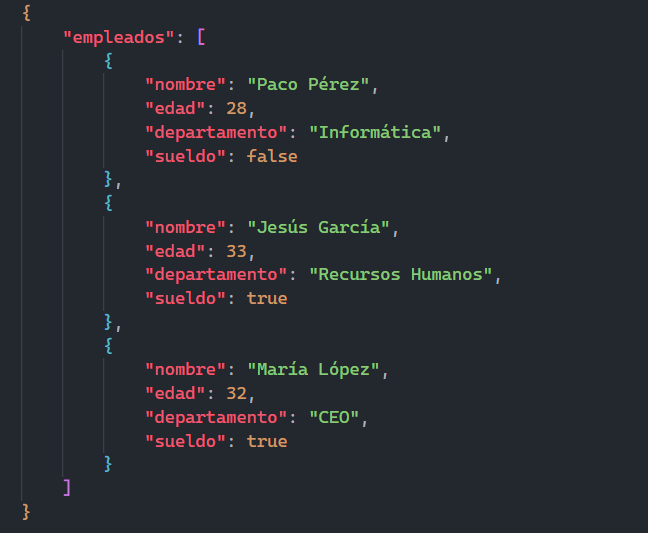 {
    "empleados": [
        {
            "nombre": "Paco Pérez",
            "edad": 28,
            "departamento": "Informática",
            "sueldo": false
        },
        {
            "nombre": "Jesús García",
            "edad": 33,
            "departamento": "Recursos Humanos",
            "sueldo": true
        },
        {
            "nombre": "María López",
            "edad": 32,
            "departamento": "CEO",
            "sueldo": true
        }
    ]
}